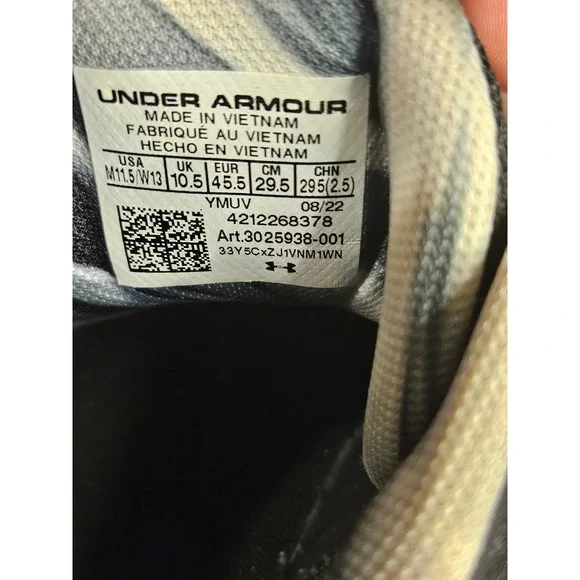 UNDER ARMOUR
MADE IN VIETNAM
FABRIQUÉ AU VIETNAM
HECHO EN VIETNAM
USA UK EUR CM CHN
M11.5/W13 10.5 45.5 29.5 295(2.5)
YMUV 08/22
4212268378
Art.3025938-001
33Y5CxZJ1VNM1WN